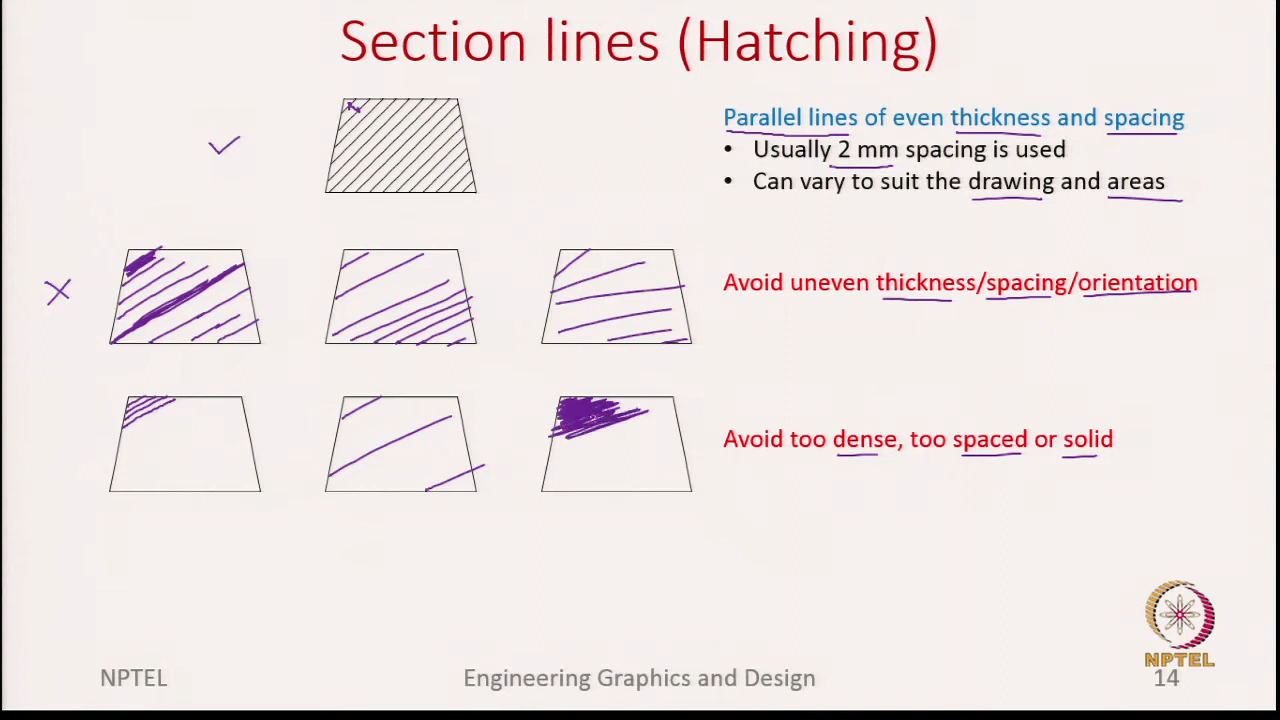 Section lines (Hatching)
Parallel lines of even thickness and spacing
• Usually 2 mm spacing is used
• Can vary to suit the drawing and areas
Avoid uneven thickness/spacing/orientation
Avoid too dense, too spaced or solid
NPTEL
NPTEL
Engineering Graphics and Design
14